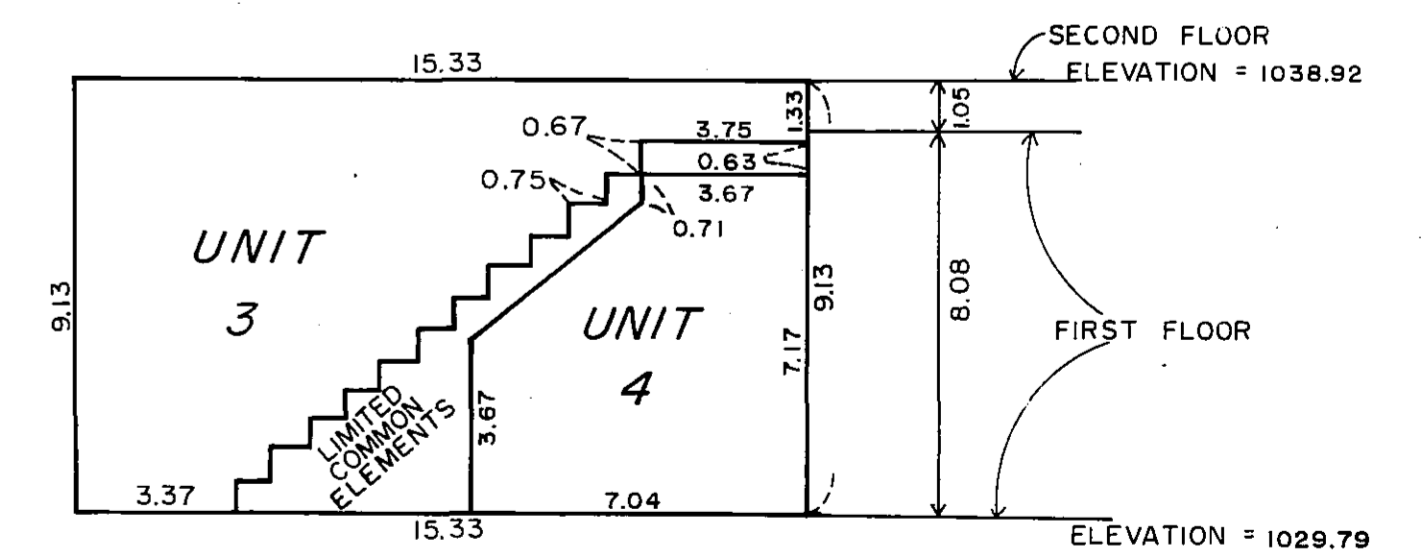 SECOND FLOOR
ELEVATION = 1038.92
15.33
1.33
1.05
0.67
3.75
0.63
0.75
3.67
0.71
UNIT
3
9.13
UNIT
4
9.13
8.08
7.17
FIRST FLOOR
LIMITED
COMMON
ELEMENTS
3.67
3.37
7.04
15.33
ELEVATION = 1029.79